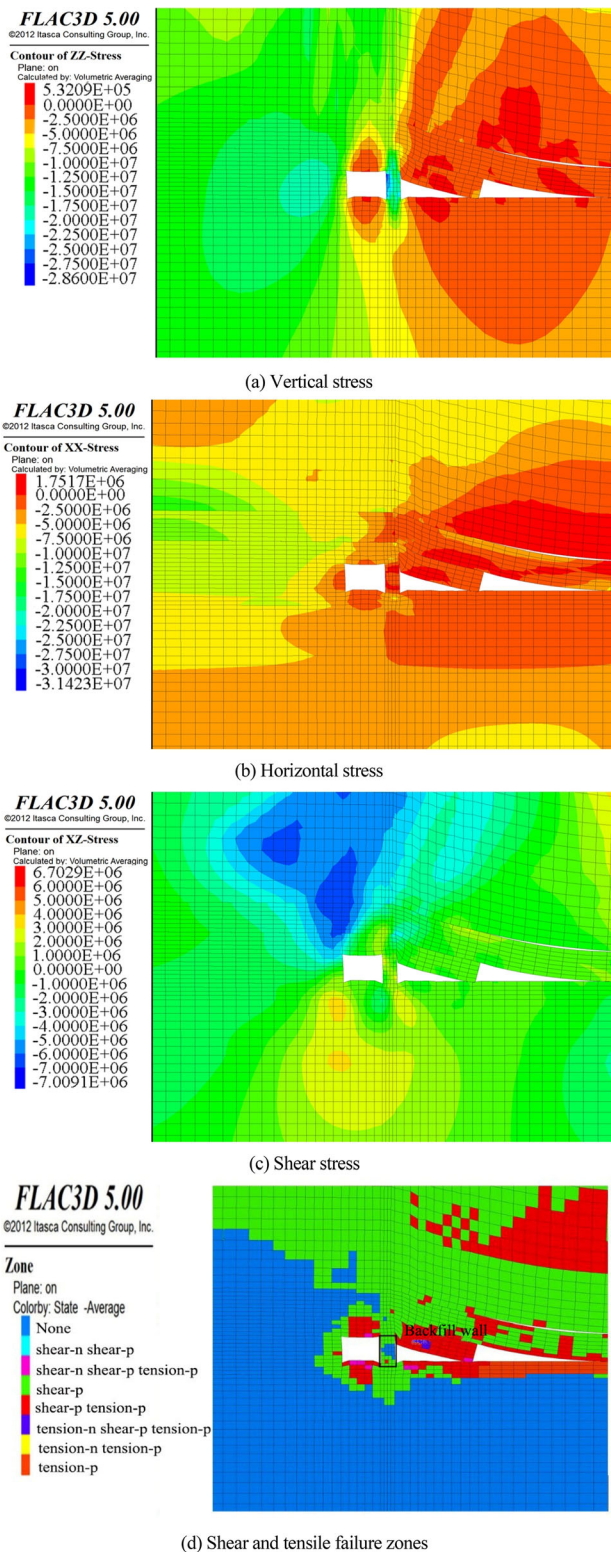 FLAC3D 5.00
©2012 Itasca Consulting Group, Inc.
Contour of ZZ-Stress
Plane: on
Calculated by: Volumetric Averaging
5.3209E+05
0.0000E+00
-2.5000E+06
-5.0000E+06
-7.5000E+06
-1.0000E+07
-1.2500E+07
-1.5000E+07
-1.7500E+07
-2.0000E+07
-2.2500E+07
-2.5000E+07
-2.7500E+07
-2.8600E+07
(a) Vertical stress
FLAC3D 5.00
©2012 Itasca Consulting Group, Inc.
Contour of XX-Stress
Plane: on
Calculated by: Volumetric Averaging
1.7517E+06
0.0000E+00
-2.5000E+06
-5.0000E+06
-7.5000E+06
-1.0000E+07
-1.2500E+07
-1.5000E+07
-1.7500E+07
-2.0000E+07
-2.2500E+07
-2.5000E+07
-2.7500E+07
-3.0000E+07
-3.1423E+07
(b) Horizontal stress
FLAC3D 5.00
©2012 Itasca Consulting Group, Inc.
Contour of XZ-Stress
Plane: on
Calculated by: Volumetric Averaging
6.7029E+06
6.0000E+06
5.0000E+06
4.0000E+06
3.0000E+06
2.0000E+06
1.0000E+06
0.0000E+00
-1.0000E+06
-2.0000E+06
-3.0000E+06
-4.0000E+06
-5.0000E+06
-6.0000E+06
-7.0000E+06
-7.0091E+06
(c) Shear stress
FLAC3D 5.00
©2012 Itasca Consulting Group, Inc.
Zone
Plane: on
Colorby: State -Average
None
shear-n shear-p
shear-n shear-p tension-p
shear-p
shear-p tension-p
tension-n shear-p tension-p
tension-n tension-p
tension-p
Backfill wall
(d) Shear and tensile failure zones